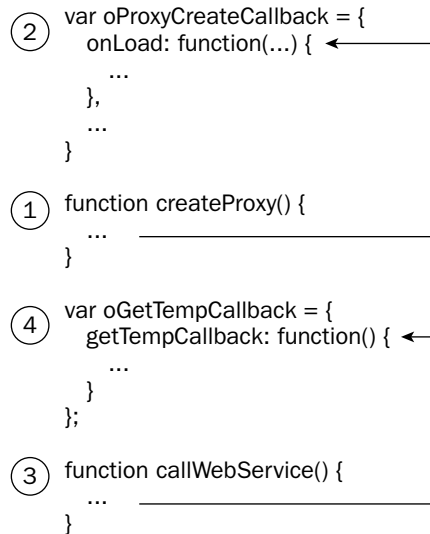 2
var oProxyCreateCallback = {
onLoad: function(...) {
...
},
...
}
1
function createProxy() {
...
}
4
var oGetTempCallback = {
getTempCallback: function() {
...
}
};
3
function callWebService() {
...
}